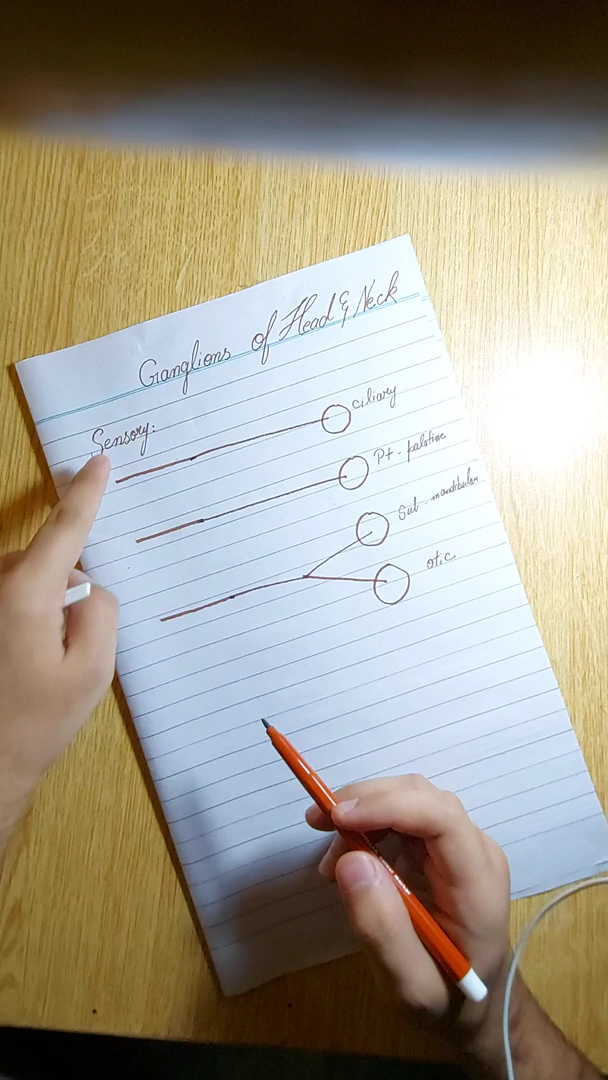 Ganglions of Head & Neck
Sensory:
ciliary
Pt-palatine
Sub-mandibular
otic